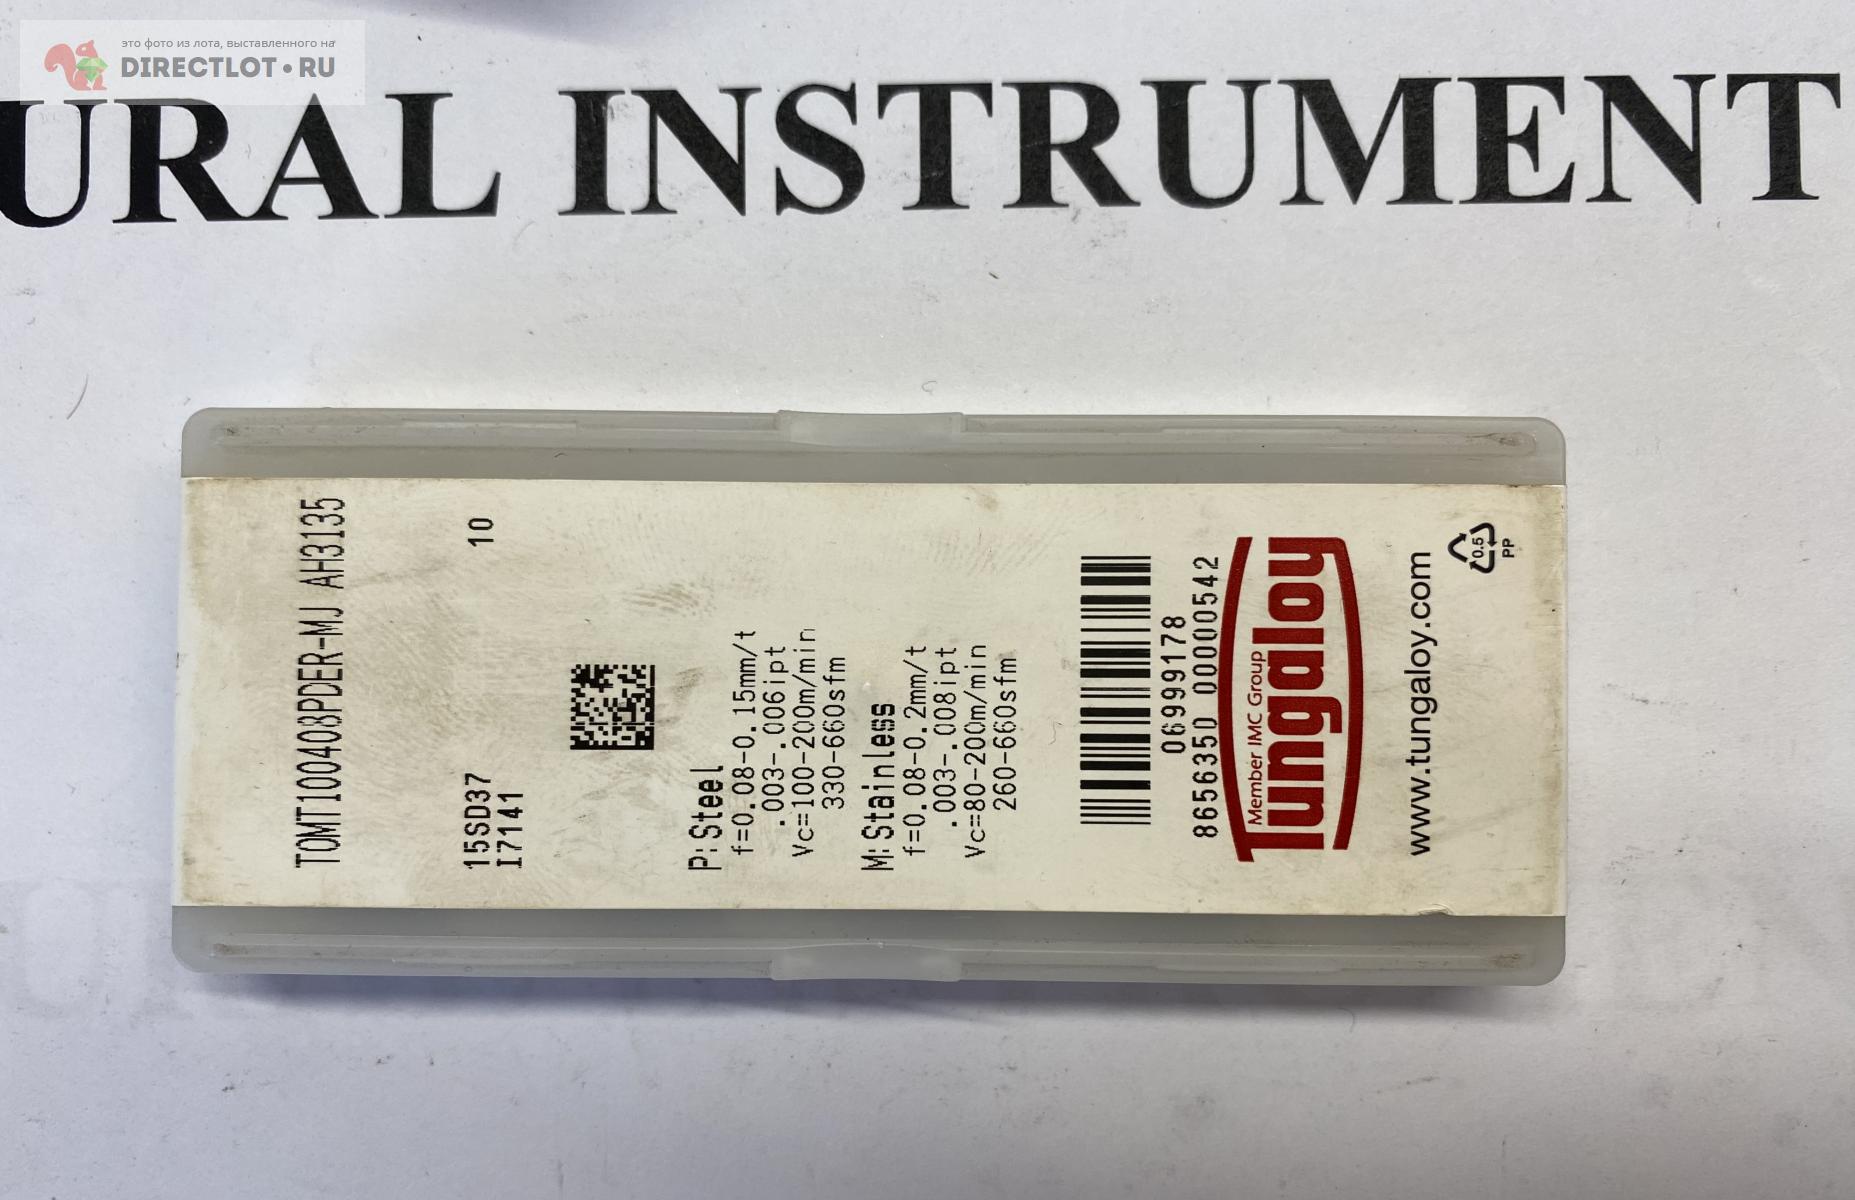 это фото из лота, выставленного на
DIRECTLOT•RU
URAL INSTRUMENT
TOMT100408PDER-MJ AH3135
15SD37 10
I7141
P:Steel
f=0.08-0.15mm/t
.003-.006ipt
Vc=100-200m/min
330-660sfm
M:Stainless
f=0.08-0.2mm/t
.003-.008ipt
Vc=80-200m/min
260-660sfm
06999178
8656350 00000542
Member IMC Group
Tungaloy
www.tungaloy.com
0.5
PP